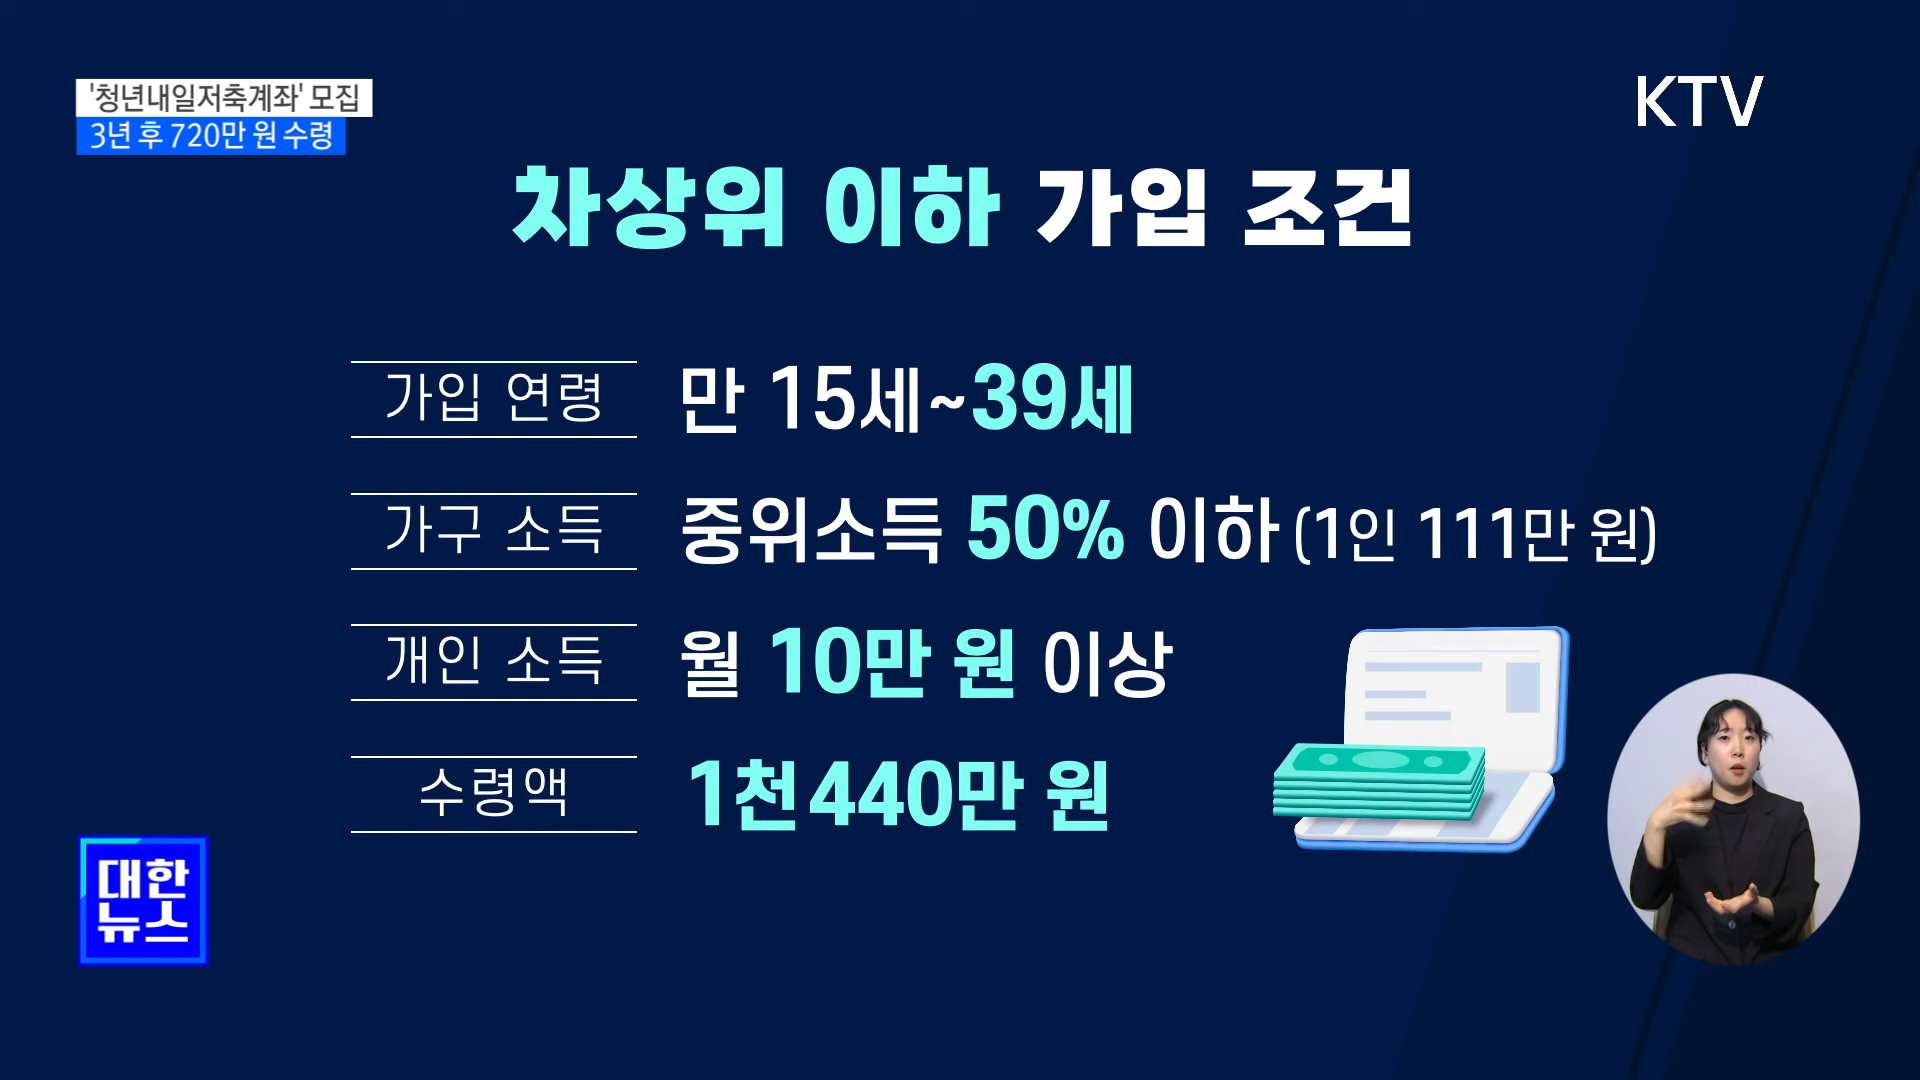 '청년내일저축계좌' 모집
3년 후 720만 원 수령
KTV
차상위 이하 가입 조건
가입 연령 만 15세~39세
가구 소득 중위소득 50% 이하 (1인 111만 원)
개인 소득 월 10만 원 이상
수령액 1천440만 원
대한
뉴스